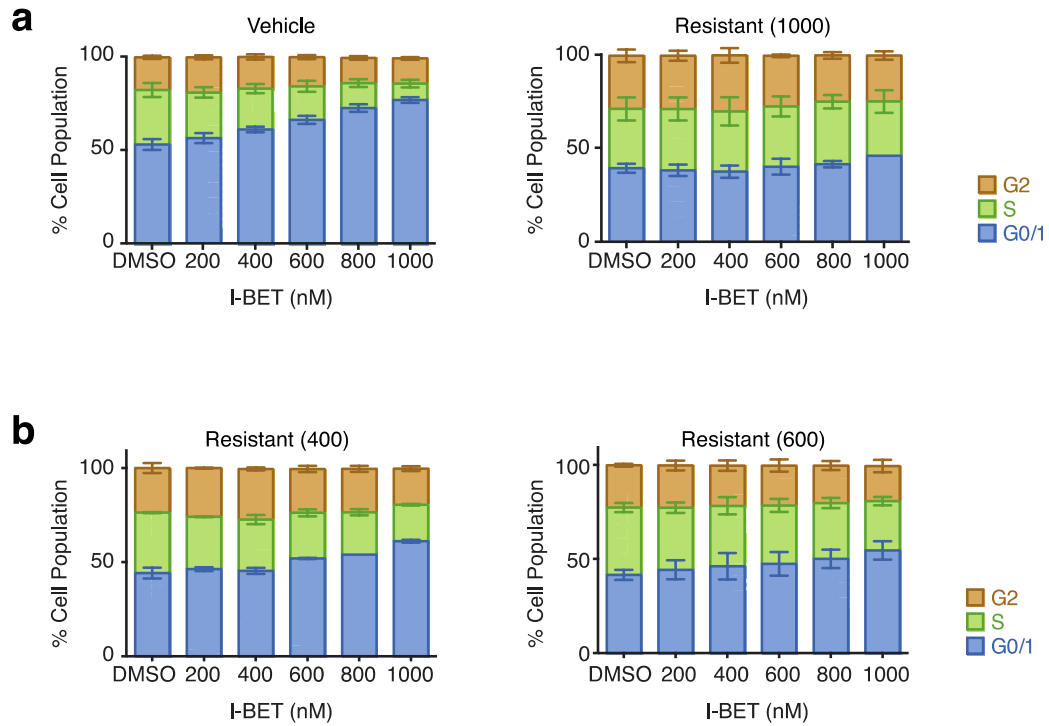 a
Vehicle
% Cell Population
100
50
0
DMSO 200 400 600 800 1000
I-BET (nM)
Resistant (1000)
% Cell Population
100
50
0
DMSO 200 400 600 800 1000
I-BET (nM)
G2
S
G0/1
b
Resistant (400)
% Cell Population
100
50
0
DMSO 200 400 600 800 1000
I-BET (nM)
Resistant (600)
% Cell Population
100
50
0
DMSO 200 400 600 800 1000
I-BET (nM)
G2
S
G0/1